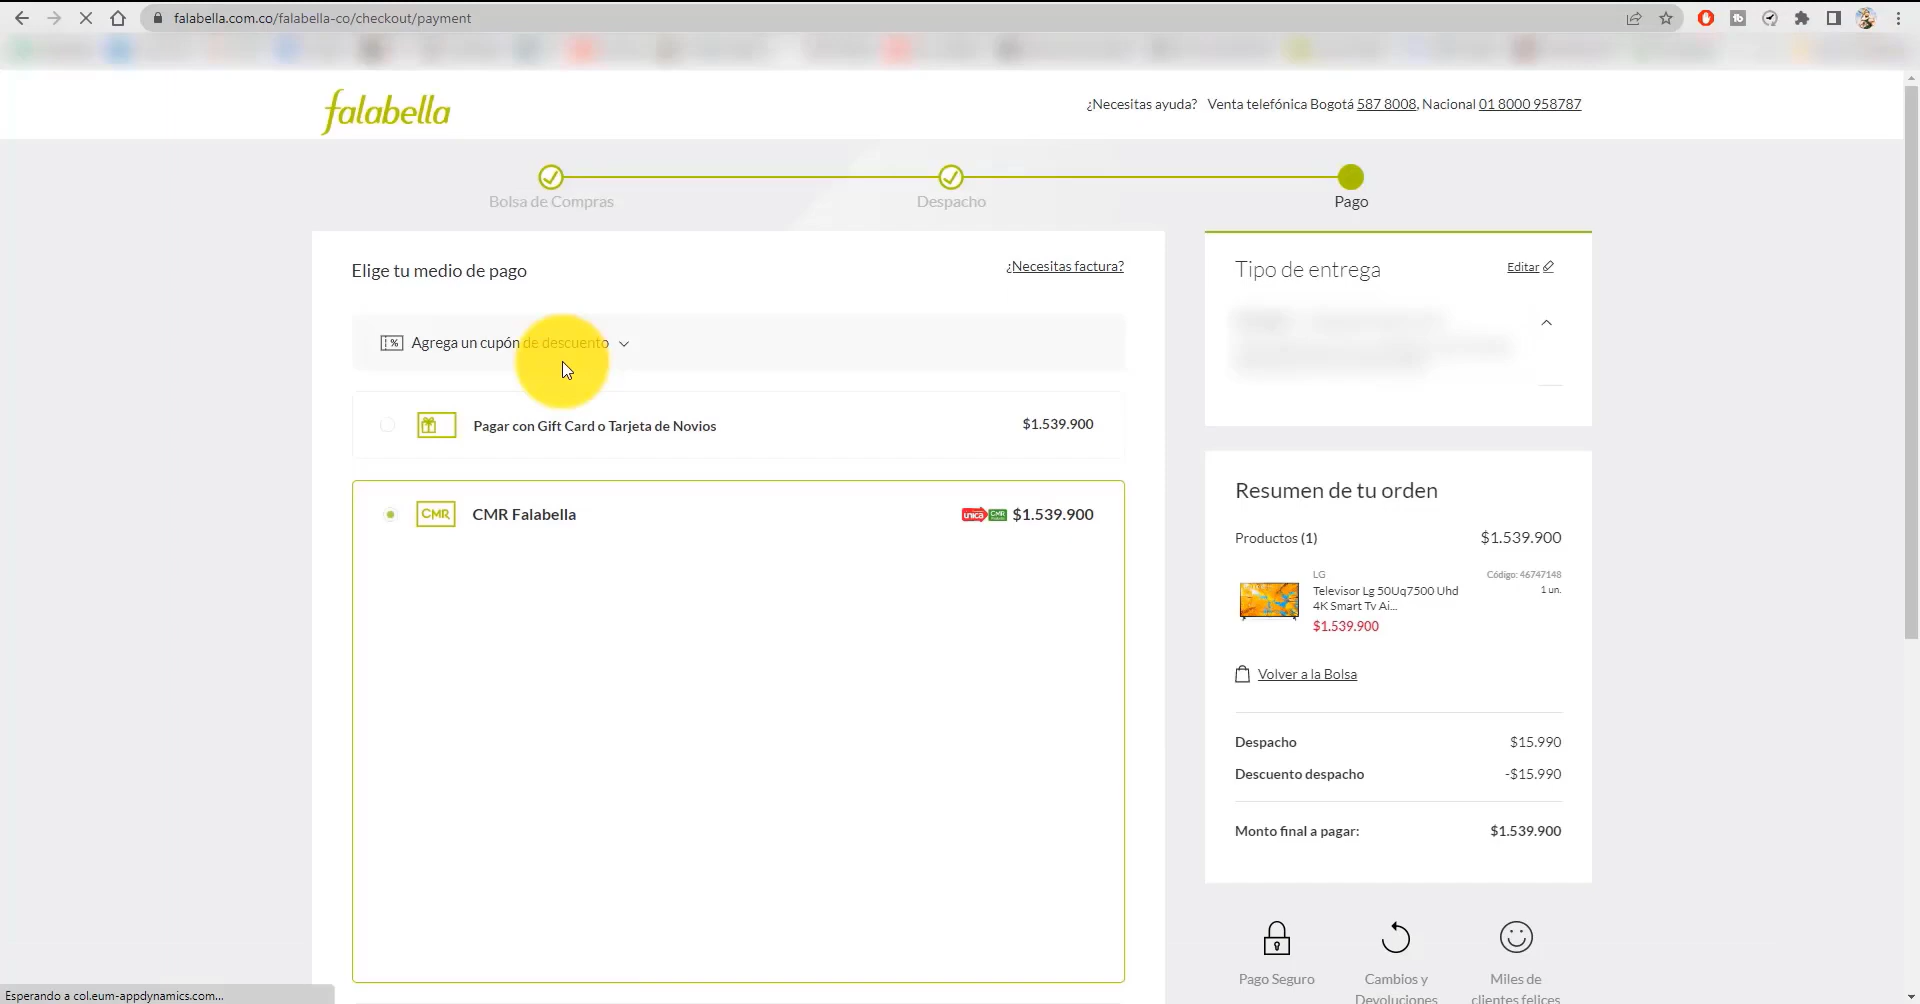 falabella.com.co/falabella-co/checkout/payment
falabella
¿Necesitas ayuda? Venta telefónica Bogotá 587 8008, Nacional 01 8000 958787
Bolsa de Compras
Despacho
Pago
Elige tu medio de pago
¿Necesitas factura?
% Agrega un cupón de descuento
Pagar con Gift Card o Tarjeta de Novios
$1.539.900
CMR
CMR Falabella
unica CMR $1.539.900
Tipo de entrega
Editar
Resumen de tu orden
Productos (1)
$1.539.900
LG
Código: 46747148
Televisor Lg 50Uq7500 Uhd
1 un.
4K Smart Tv Ai...
$1.539.900
Volver a la Bolsa
Despacho
$15.990
Descuento despacho
-$15.990
Monto final a pagar:
$1.539.900
Pago Seguro
Cambios y
Devoluciones
Miles de
clientes felices
Esperando a col.eum-appdynamics.com...